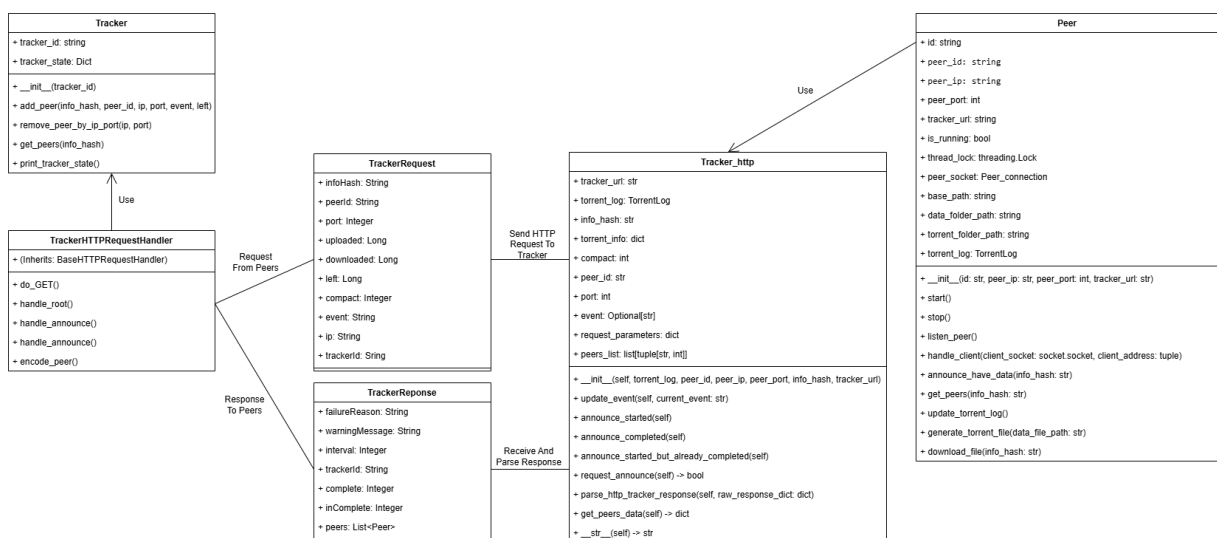 Tracker
+ tracker_id: string
+ tracker_state: Dict
+ __init__(tracker_id)
+ add_peer(info_hash, peer_id, ip, port, event, left)
+ remove_peer_by_ip_port(ip, port)
+ get_peers(info_hash)
+ print_tracker_state()
Use
TrackerHTTPRequestHandler
+ (Inherits: BaseHTTPRequestHandler)
+ do_GET()
+ handle_root()
+ handle_announce()
+ handle_announce()
+ encode_peer()
Request
From Peers
Response
To Peers
TrackerRequest
+ infoHash: String
+ peerId: String
+ port: Integer
+ uploaded: Long
+ downloaded: Long
+ left: Long
+ compact: Integer
+ event: String
+ ip: String
+ trackerId: Sring
TrackerReponse
+ failureReason: String
+ warningMessage: String
+ interval: Integer
+ trackerId: String
+ complete: Integer
+ inComplete: Integer
+ peers: List<Peer>
Send HTTP
Request To
Tracker
Receive And
Parse Response
Tracker_http
+ tracker_url: str
+ torrent_log: TorrentLog
+ info_hash: str
+ torrent_info: dict
+ compact: int
+ peer_id: str
+ port: int
+ event: Optional[str]
+ request_parameters: dict
+ peers_list: list[tuple[str, int]]
+ __init__(self, torrent_log, peer_id, peer_ip, peer_port, info_hash, tracker_url)
+ update_event(self, current_event: str)
+ announce_started(self)
+ announce_completed(self)
+ announce_started_but_already_completed(self)
+ request_announce(self) -> bool
+ parse_http_tracker_response(self, raw_response_dict: dict)
+ get_peers_data(self) -> dict
+ __str__(self) -> str
Use
Peer
+ id: string
+ peer_id: string
+ peer_ip: string
+ peer_port: int
+ tracker_url: string
+ is_running: bool
+ thread_lock: threading.Lock
+ peer_socket: Peer_connection
+ base_path: string
+ data_folder_path: string
+ torrent_folder_path: string
+ torrent_log: TorrentLog
+ __init__(id: str, peer_ip: str, peer_port: int, tracker_url: str)
+ start()
+ stop()
+ listen_peer()
+ handle_client(client_socket: socket.socket, client_address: tuple)
+ announce_have_data(info_hash: str)
+ get_peers(info_hash: str)
+ update_torrent_log()
+ generate_torrent_file(data_file_path: str)
+ download_file(info_hash: str)